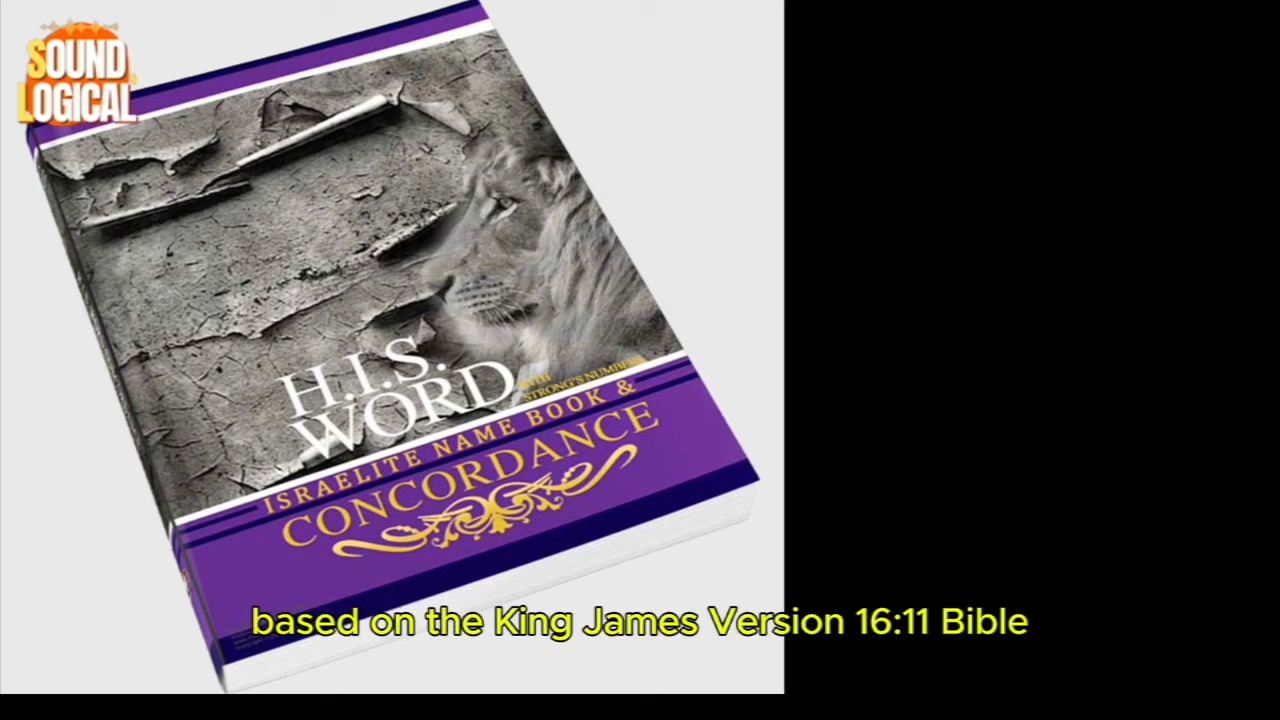 SOUND
LOGICAL
H.I.S.
WORD
WITH
STRONG'S NUMBERS
ISRAELITE NAME BOOK &
CONCORDANCE
based on the King James Version 16:11 Bible